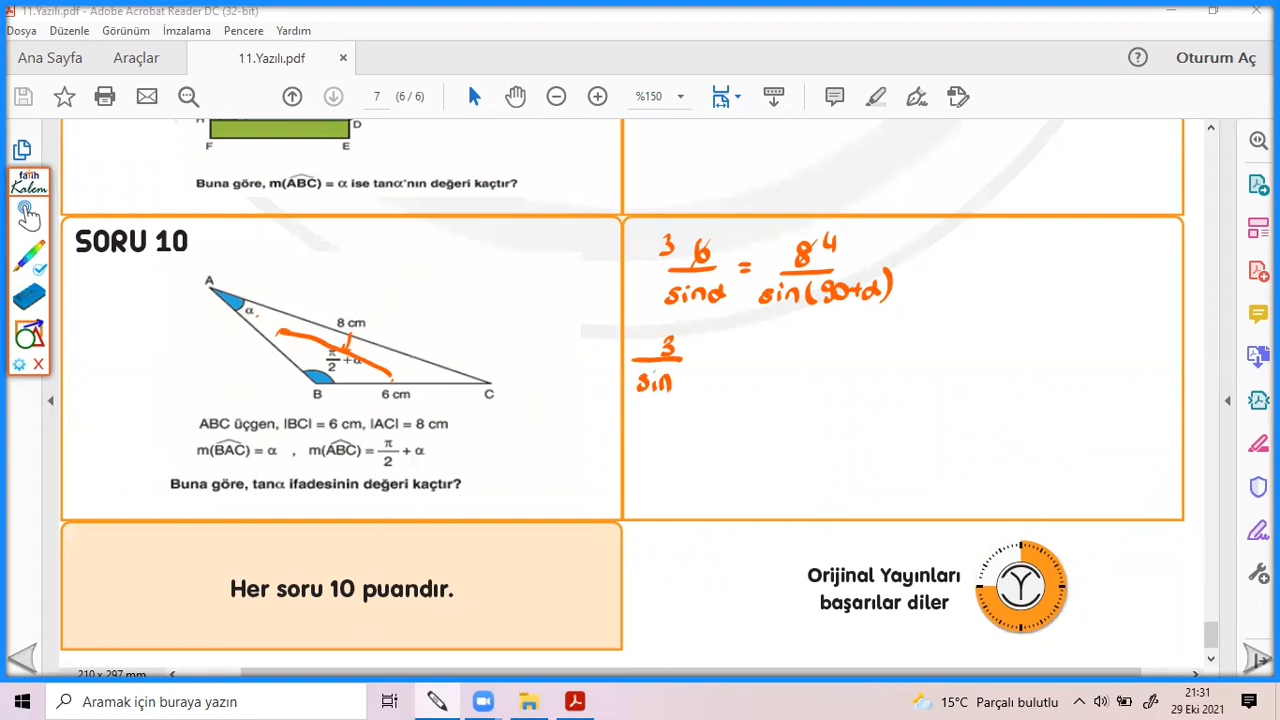 11.Yazılı.pdf - Adobe Acrobat Reader DC (32-bit)
Dosya Düzenle Görünüm İmzalama Pencere Yardım
Ana Sayfa Araçlar 11.Yazılı.pdf × ? Oturum Aç
7 (6 / 6) %150
H D
F E
Buna göre, m(ABC) = α ise tanα'nın değeri kaçtır?
fatih
Kalem
SORU 10
A
α
8 cm
π/2 + α
B 6 cm C
ABC üçgen, |BC| = 6 cm, |AC| = 8 cm
m(BAC) = α , m(ABC) = π/2 + α
Buna göre, tanα ifadesinin değeri kaçtır?
3 6 / sinα = 8 4 / sin(90+α)
3 / sin
Her soru 10 puandır.
Orijinal Yayınları
başarılar diler
210 x 297 mm
Aramak için buraya yazın
15°C Parçalı bulutlu
21:31
29 Eki 2021